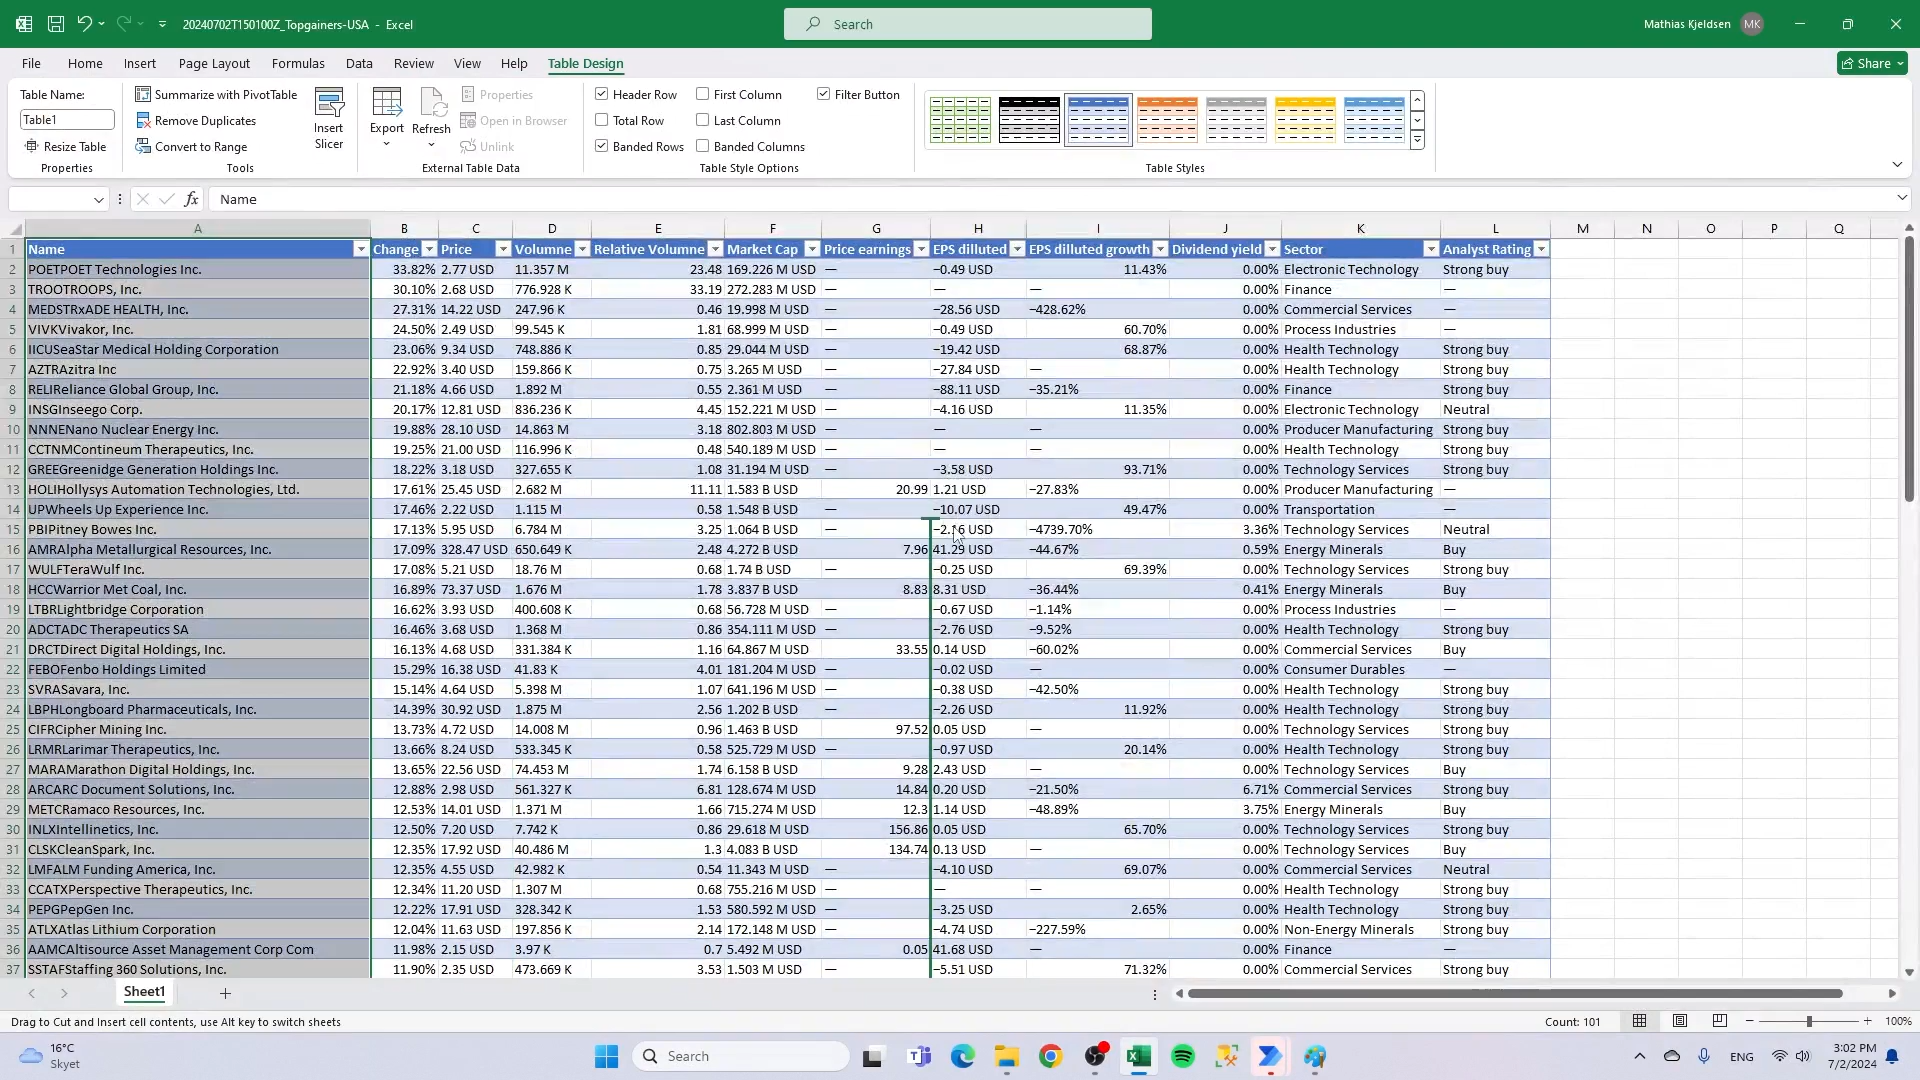 20240702T150100Z_Topgainers-USA - Excel
Search
Mathias Kjeldsen MK
File Home Insert Page Layout Formulas Data Review View Help Table Design Share
Table Name:
Table1
Resize Table
Properties
Summarize with PivotTable
Remove Duplicates
Convert to Range
Tools
Insert Slicer
Export
Refresh
Properties
Open in Browser
Unlink
External Table Data
Header Row
Total Row
Banded Rows
First Column
Last Column
Banded Columns
Filter Button
Table Style Options
Table Styles
fx Name
A B C D E F G H I J K L M N O P Q
1 Name Change Price Volumne Relative Volumne Market Cap Price earnings EPS dilluted EPS dilluted growth Dividend yield Sector Analyst Rating
2 POETPOET Technologies Inc. 33.82% 2.77 USD 11.357 M 23.48 169.226 M USD — −0.49 USD 11.43% 0.00% Electronic Technology Strong buy
3 TROOTROOPS, Inc. 30.10% 2.68 USD 776.928 K 33.19 272.283 M USD — — — 0.00% Finance —
4 MEDSTRxADE HEALTH, Inc. 27.31% 14.22 USD 247.96 K 0.46 19.998 M USD — −28.56 USD −428.62% 0.00% Commercial Services —
5 VIVKVivakor, Inc. 24.50% 2.49 USD 99.545 K 1.81 68.999 M USD — −0.49 USD 60.70% 0.00% Process Industries —
6 IICUSeaStar Medical Holding Corporation 23.06% 9.34 USD 748.886 K 0.85 29.044 M USD — −19.42 USD 68.87% 0.00% Health Technology Strong buy
7 AZTRAzitra Inc 22.92% 3.40 USD 159.866 K 0.75 3.265 M USD — −27.84 USD — 0.00% Health Technology Strong buy
8 RELIReliance Global Group, Inc. 21.18% 4.66 USD 1.892 M 0.55 2.361 M USD — −88.11 USD −35.21% 0.00% Finance Strong buy
9 INSGInseego Corp. 20.17% 12.81 USD 836.236 K 4.45 152.221 M USD — −4.16 USD 11.35% 0.00% Electronic Technology Neutral
10 NNNENano Nuclear Energy Inc. 19.88% 28.10 USD 14.863 M 3.18 802.803 M USD — — — 0.00% Producer Manufacturing Strong buy
11 CCTNMContineum Therapeutics, Inc. 19.25% 21.00 USD 116.996 K 0.48 540.189 M USD — — — 0.00% Health Technology Strong buy
12 GREEGreenidge Generation Holdings Inc. 18.22% 3.18 USD 327.655 K 1.08 31.194 M USD — −3.58 USD 93.71% 0.00% Technology Services Strong buy
13 HOLIHollysys Automation Technologies, Ltd. 17.61% 25.45 USD 2.682 M 11.11 1.583 B USD 20.99 1.21 USD −27.83% 0.00% Producer Manufacturing —
14 UPWheels Up Experience Inc. 17.46% 2.22 USD 1.115 M 0.58 1.548 B USD — −10.07 USD 49.47% 0.00% Transportation —
15 PBIPitney Bowes Inc. 17.13% 5.95 USD 6.784 M 3.25 1.064 B USD — −2.16 USD −4739.70% 3.36% Technology Services Neutral
16 AMRAlpha Metallurgical Resources, Inc. 17.09% 328.47 USD 650.649 K 2.48 4.272 B USD 7.96 41.29 USD −44.67% 0.59% Energy Minerals Buy
17 WULFTeraWulf Inc. 17.08% 5.21 USD 18.76 M 0.68 1.74 B USD — −0.25 USD 69.39% 0.00% Technology Services Strong buy
18 HCCWarrior Met Coal, Inc. 16.89% 73.37 USD 1.676 M 1.78 3.837 B USD 8.83 8.31 USD −36.44% 0.41% Energy Minerals Buy
19 LTBRLightbridge Corporation 16.62% 3.93 USD 400.608 K 0.68 56.728 M USD — −0.67 USD −1.14% 0.00% Process Industries —
20 ADCTADC Therapeutics SA 16.46% 3.68 USD 1.368 M 0.86 354.111 M USD — −2.76 USD −9.52% 0.00% Health Technology Strong buy
21 DRCTDirect Digital Holdings, Inc. 16.13% 4.68 USD 331.384 K 1.16 64.867 M USD 33.55 0.14 USD −60.02% 0.00% Commercial Services Buy
22 FEBOFenbo Holdings Limited 15.29% 16.38 USD 41.83 K 4.01 181.204 M USD — −0.02 USD — 0.00% Consumer Durables —
23 SVRASavara, Inc. 15.14% 4.64 USD 5.398 M 1.07 641.196 M USD — −0.38 USD −42.50% 0.00% Health Technology Strong buy
24 LBPHLongboard Pharmaceuticals, Inc. 14.39% 30.92 USD 1.875 M 2.56 1.202 B USD — −2.26 USD 11.92% 0.00% Health Technology Strong buy
25 CIFRCipher Mining Inc. 13.73% 4.72 USD 14.008 M 0.96 1.463 B USD 97.52 0.05 USD 0.00% Technology Services Strong buy
26 LRMRLarimar Therapeutics, Inc. 13.66% 8.24 USD 533.345 K 0.58 525.729 M USD — −0.97 USD 20.14% 0.00% Health Technology Strong buy
27 MARAMarathon Digital Holdings, Inc. 13.65% 22.56 USD 74.453 M 1.74 6.158 B USD 9.28 2.43 USD — 0.00% Technology Services Buy
28 ARCARC Document Solutions, Inc. 12.88% 2.98 USD 561.327 K 6.81 128.674 M USD 14.84 0.20 USD −21.50% 6.71% Commercial Services Strong buy
29 METCRamaco Resources, Inc. 12.53% 14.01 USD 1.371 M 1.66 715.274 M USD 12.3 1.14 USD −48.89% 3.75% Energy Minerals Buy
30 INLXIntellinetics, Inc. 12.50% 7.20 USD 7.742 K 0.86 29.618 M USD 156.86 0.05 USD 65.70% 0.00% Technology Services Strong buy
31 CLSKCleanSpark, Inc. 12.35% 17.92 USD 40.486 M 1.3 4.083 B USD 134.74 0.13 USD — 0.00% Technology Services Buy
32 LMFALM Funding America, Inc. 12.35% 4.55 USD 42.982 K 0.54 11.343 M USD — −4.10 USD 69.07% 0.00% Commercial Services Neutral
33 CCATXPerspective Therapeutics, Inc. 12.34% 11.20 USD 1.307 M 0.68 755.216 M USD — — — 0.00% Health Technology Strong buy
34 PEPGPepGen Inc. 12.22% 17.91 USD 328.342 K 1.53 580.592 M USD — −3.25 USD 2.65% 0.00% Health Technology Strong buy
35 ATLXAtlas Lithium Corporation 12.04% 11.63 USD 197.856 K 2.14 172.148 M USD — −4.74 USD −227.59% 0.00% Non-Energy Minerals Strong buy
36 AAMCAltisource Asset Management Corp Com 11.98% 2.15 USD 3.97 K 0.7 5.492 M USD 0.05 41.68 USD — 0.00% Finance —
37 SSTAFStaffing 360 Solutions, Inc. 11.90% 2.35 USD 473.669 K 3.53 1.503 M USD — −5.51 USD 71.32% 0.00% Commercial Services Strong buy
Sheet1
Drag to Cut and Insert cell contents, use Alt key to switch sheets Count: 101 100%
16°C
Skyet
Search
ENG
3:02 PM
7/2/2024